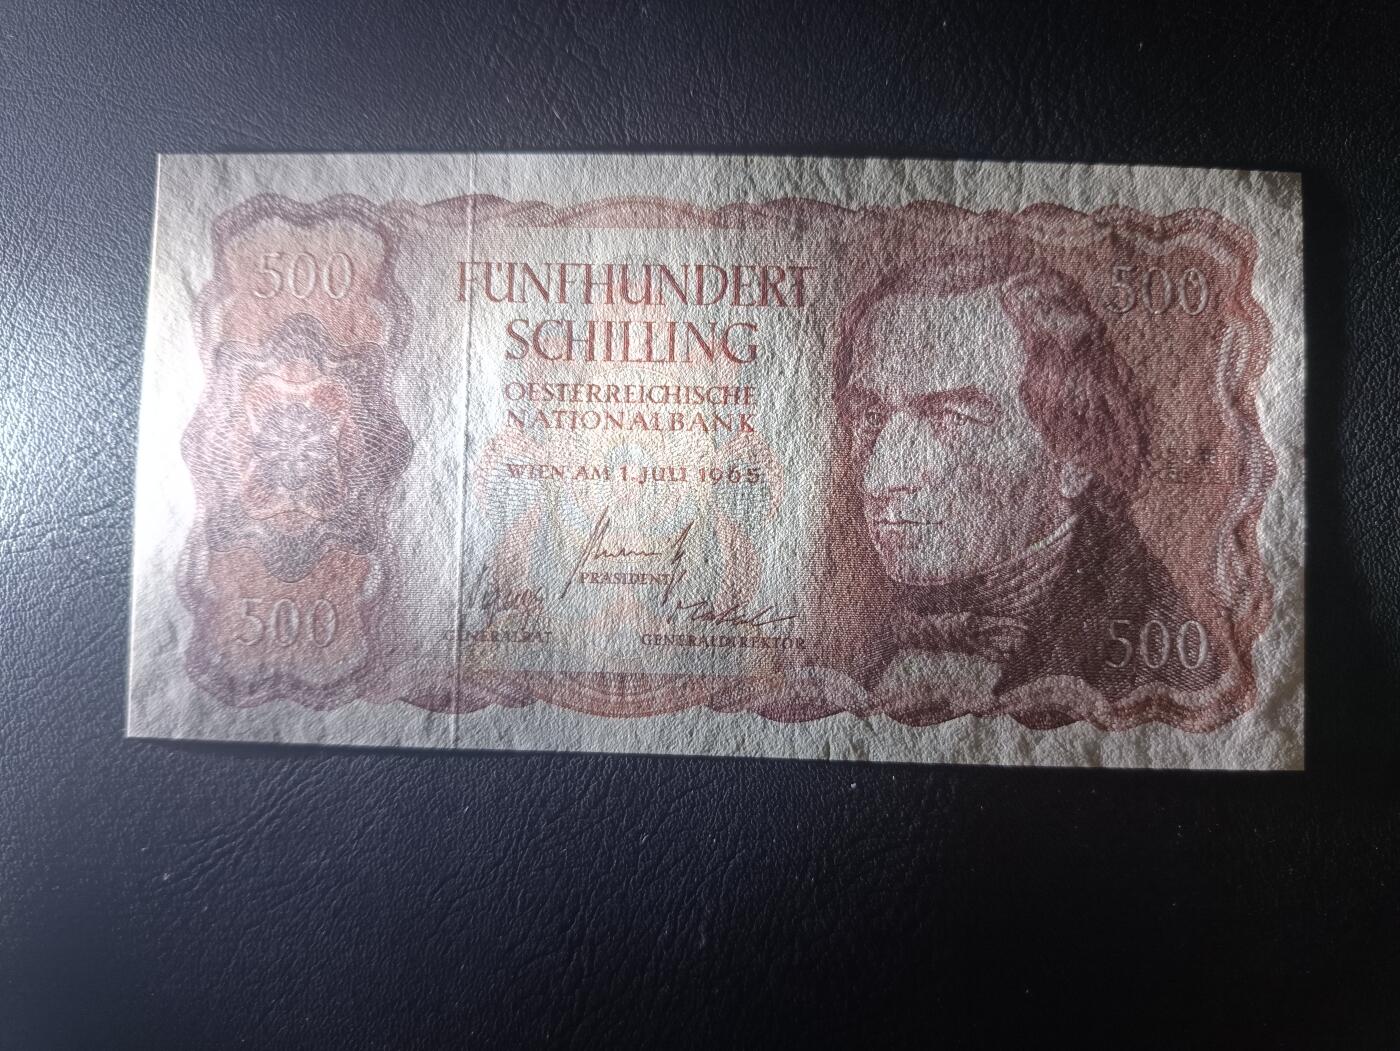 500
FÜNFHUNDERT
SCHILLING
OESTERREICHISCHE
NATIONALBANK
WIEN AM 1. JULI 1965
PRÄSIDENT
GENERALRAT
GENERALDIREKTOR
500
500
500